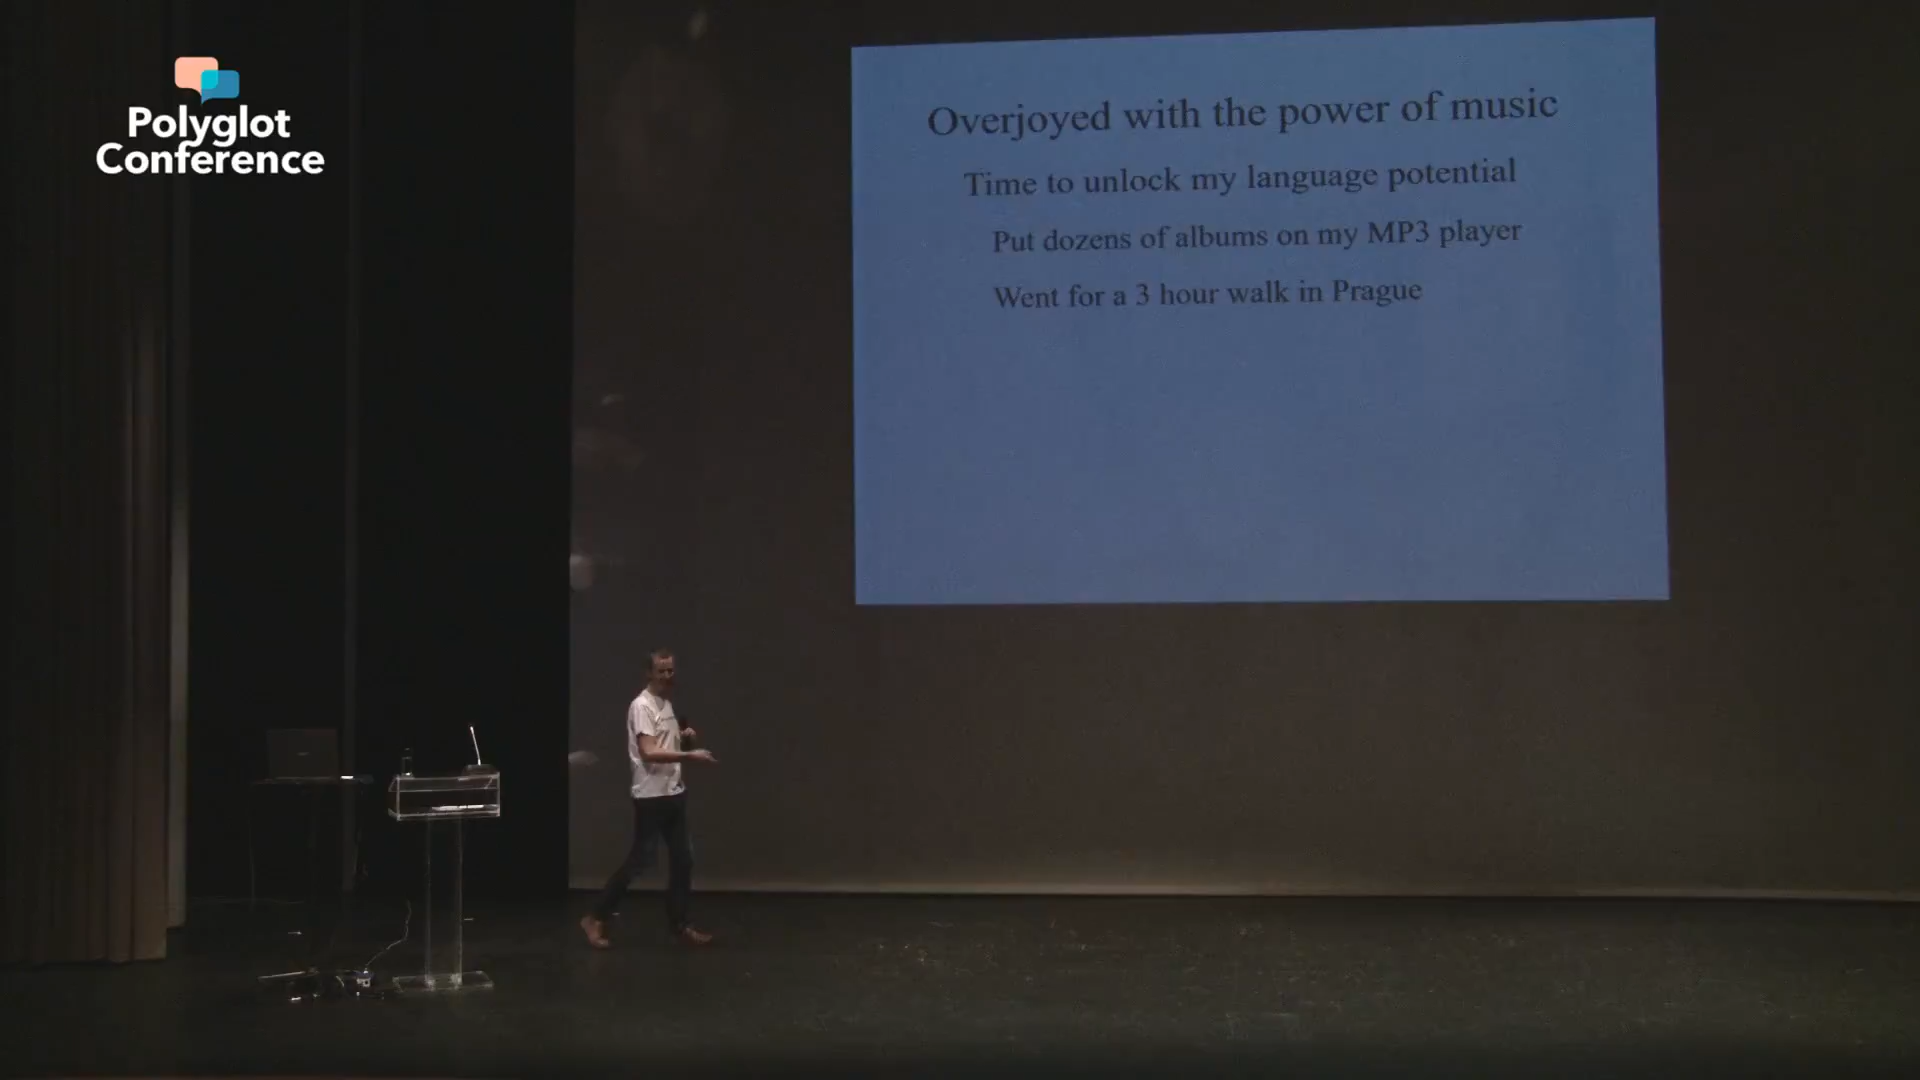 Polyglot
Conference
Overjoyed with the power of music
Time to unlock my language potential
Put dozens of albums on my MP3 player
Went for a 3 hour walk in Prague